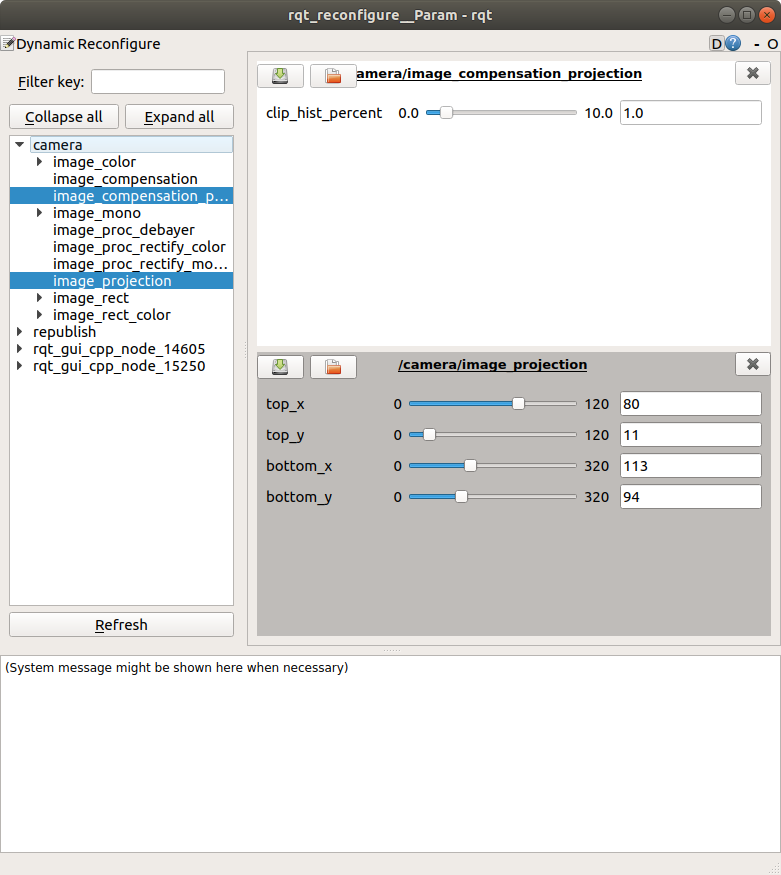 rqt_reconfigure__Param - rqt
Dynamic Reconfigure
D
?
- O
Filter key:
Collapse all
Expand all
camera
image_color
image_compensation
image_compensation_p...
image_mono
image_proc_debayer
image_proc_rectify_color
image_proc_rectify_mo...
image_projection
image_rect
image_rect_color
republish
rqt_gui_cpp_node_14605
rqt_gui_cpp_node_15250
Refresh
amera/image_compensation_projection
clip_hist_percent 0.0 10.0 1.0
/camera/image_projection
top_x 0 120 80
top_y 0 120 11
bottom_x 0 320 113
bottom_y 0 320 94
(System message might be shown here when necessary)